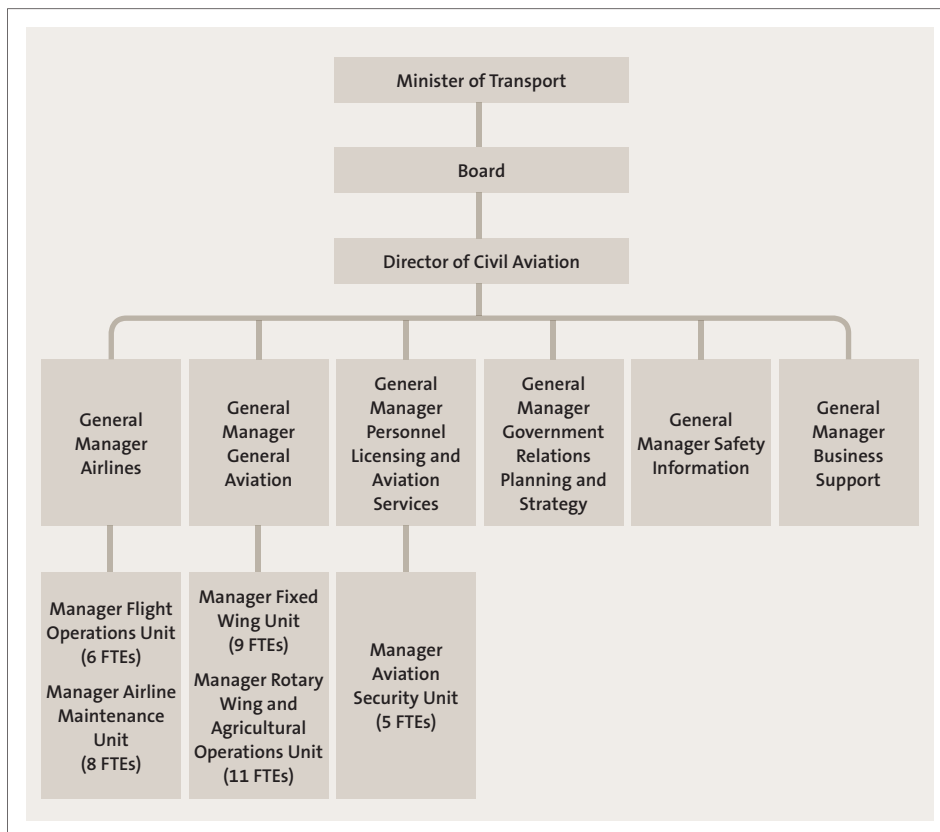 Minister of Transport
Board
Director of Civil Aviation
General
Manager
Airlines
General
Manager
General
Aviation
General
Manager
Personnel
Licensing and
Aviation
Services
General
Manager
Government
Relations
Planning and
Strategy
General
Manager Safety
Information
General
Manager
Business
Support
Manager Flight
Operations Unit
(6 FTEs)
Manager Airline
Maintenance
Unit
(8 FTEs)
Manager Fixed
Wing Unit
(9 FTEs)
Manager Rotary
Wing and
Agricultural
Operations Unit
(11 FTEs)
Manager
Aviation
Security Unit
(5 FTEs)